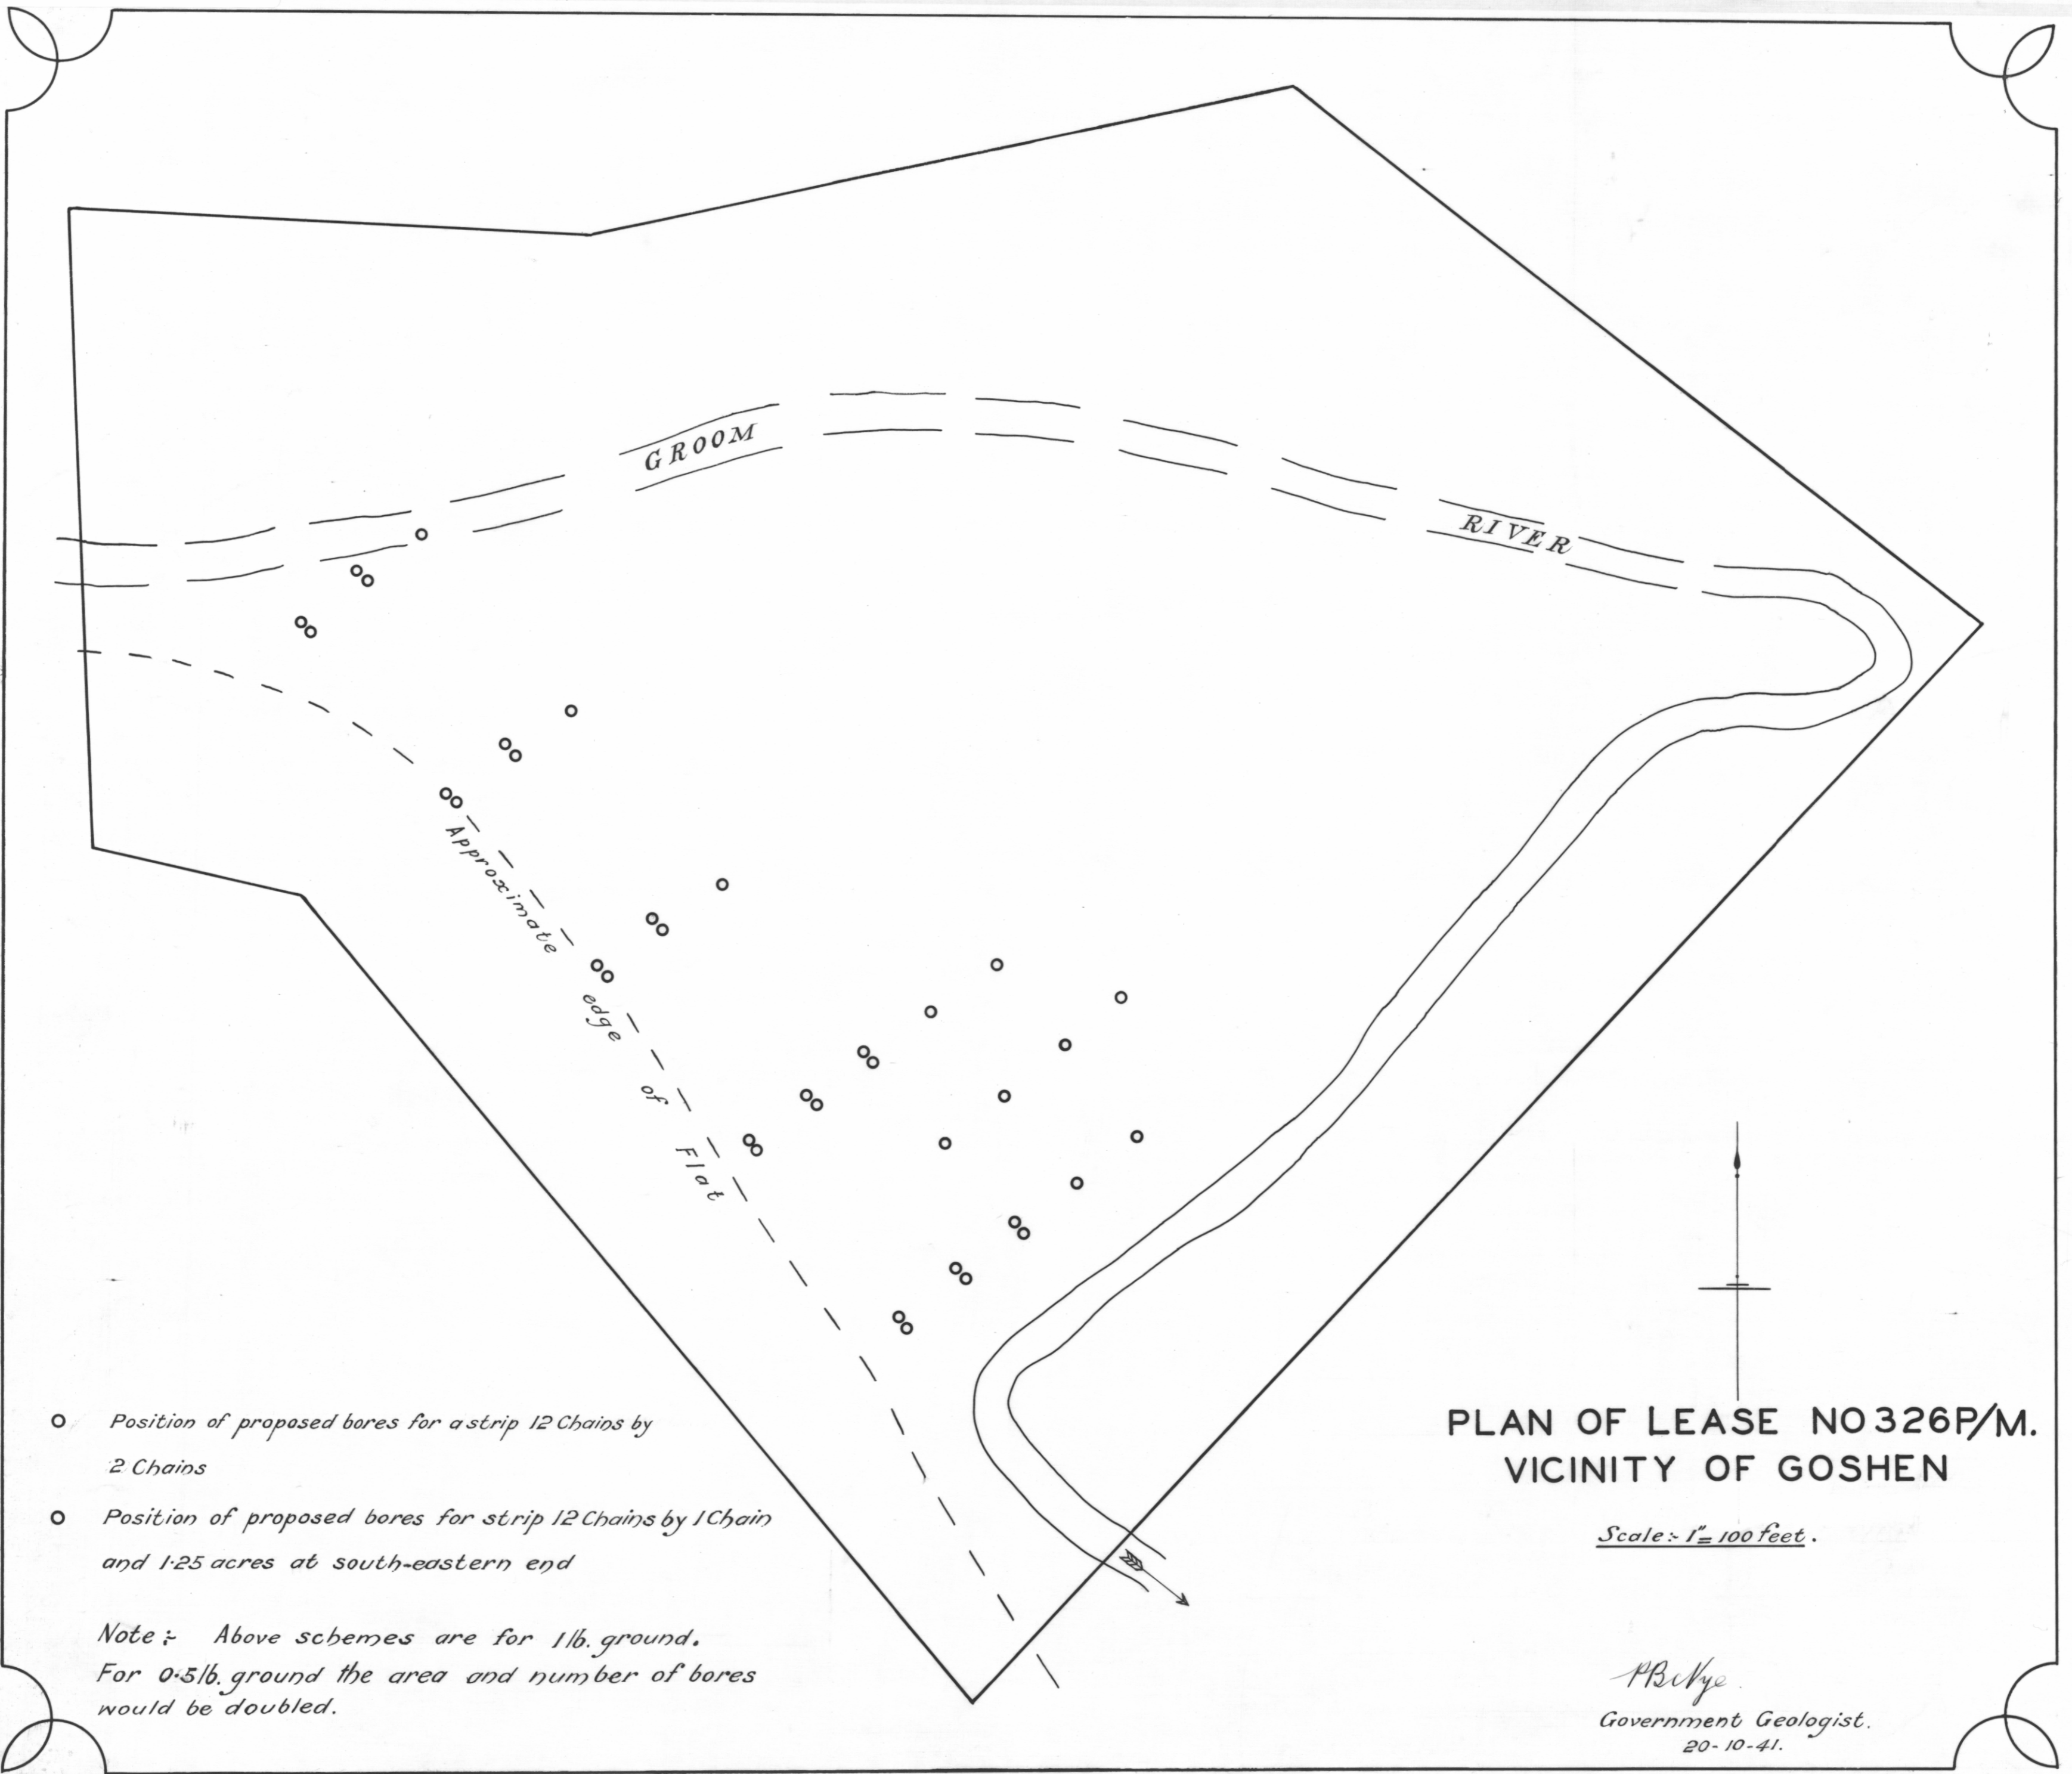 GROOM
RIVER
Approximate edge of Flat
Position of proposed bores for a strip 12 Chains by
2 Chains
Position of proposed bores for strip 12 Chains by 1 Chain
and 1·25 acres at south-eastern end
Note:- Above schemes are for 1 lb. ground.
For 0·5 lb. ground the area and number of bores
would be doubled.
PLAN OF LEASE NO 326P/M.
VICINITY OF GOSHEN
Scale:- 1" = 100 feet.
PB Nye.
Government Geologist.
20-10-41.